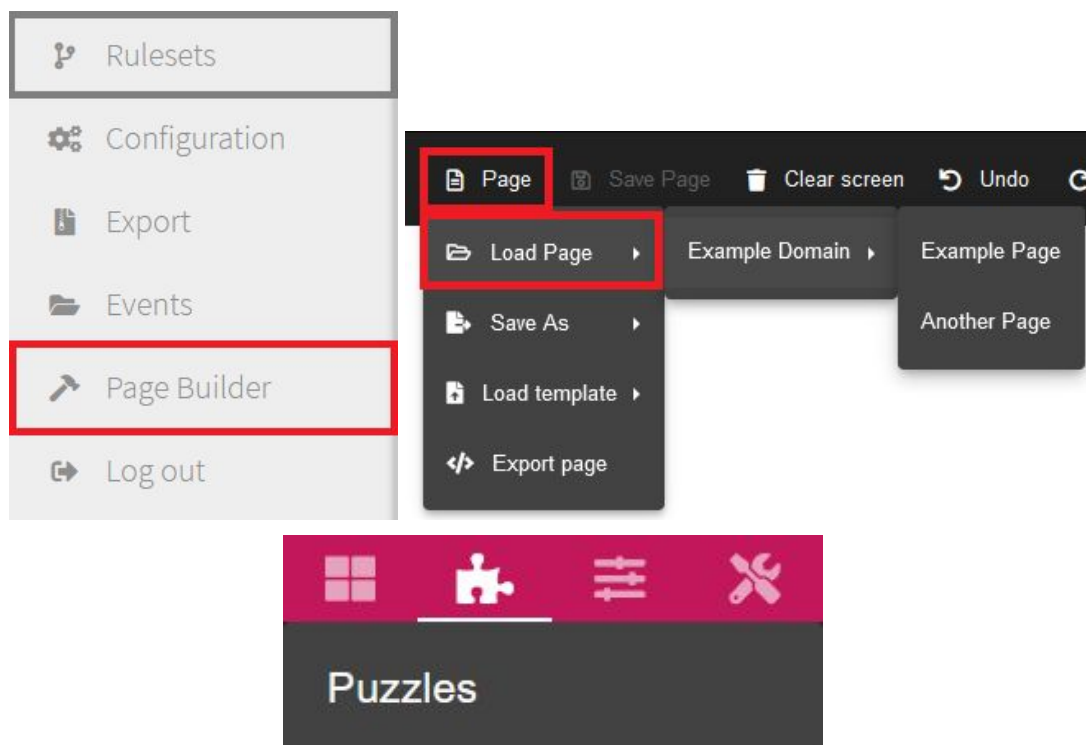 Rulesets
Configuration
Export
Events
Page Builder
Log out
Page Save Page Clear screen Undo
Load Page Example Domain Example Page
Save As Another Page
Load template
Export page
Puzzles